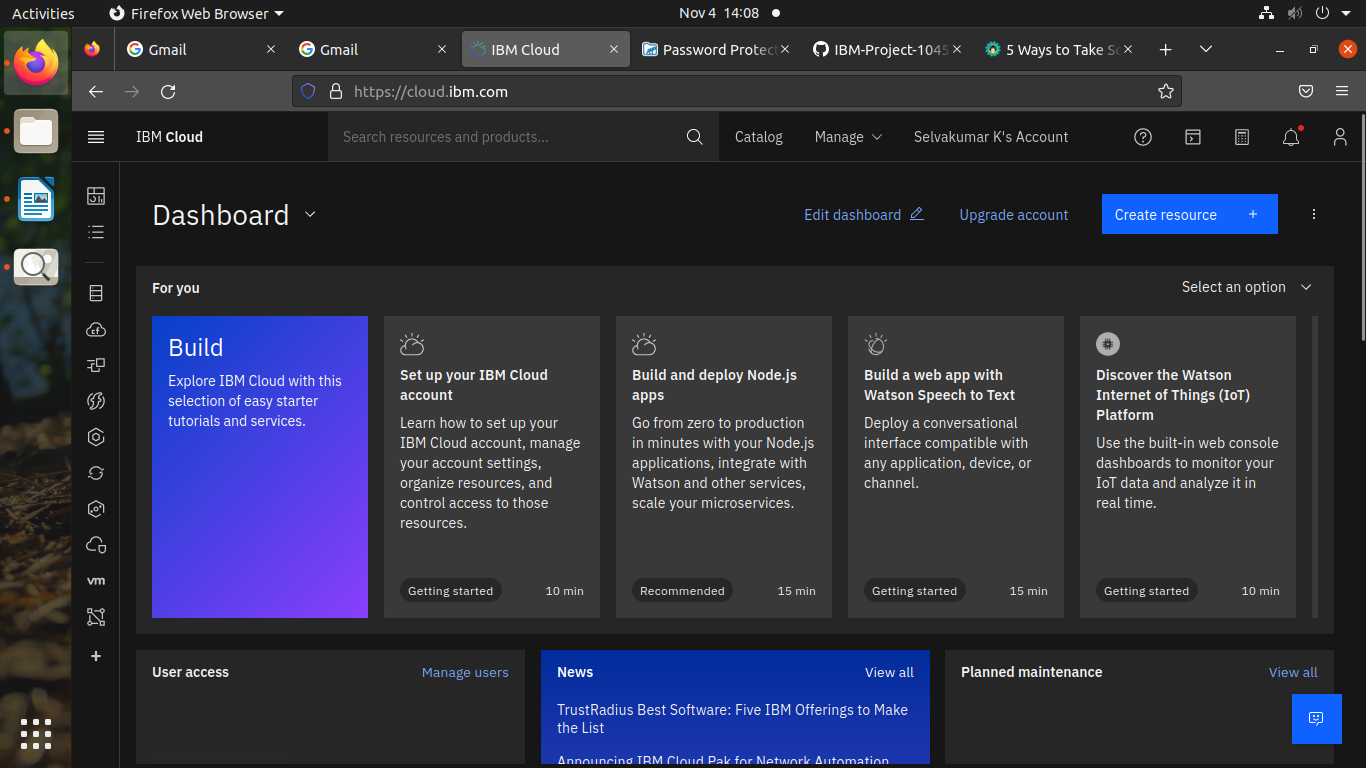 Activities
Firefox Web Browser
Nov 4 14:08
Gmail
Gmail
IBM Cloud
Password Protec
IBM-Project-1045
5 Ways to Take Sc
https://cloud.ibm.com
IBM Cloud
Search resources and products...
Catalog
Manage
Selvakumar K's Account
Dashboard
Edit dashboard
Upgrade account
Create resource
For you
Select an option
Build
Explore IBM Cloud with this
selection of easy starter
tutorials and services.
Set up your IBM Cloud
account
Learn how to set up your
IBM Cloud account, manage
your account settings,
organize resources, and
control access to those
resources.
Getting started
10 min
Build and deploy Node.js
apps
Go from zero to production
in minutes with your Node.js
applications, integrate with
Watson and other services,
scale your microservices.
Recommended
15 min
Build a web app with
Watson Speech to Text
Deploy a conversational
interface compatible with
any application, device, or
channel.
Getting started
15 min
Discover the Watson
Internet of Things (IoT)
Platform
Use the built-in web console
dashboards to monitor your
IoT data and analyze it in
real time.
Getting started
10 min
cf
vm
User access
Manage users
News
View all
TrustRadius Best Software: Five IBM Offerings to Make
the List
Announcing IBM Cloud Pak for Network Automation
Planned maintenance
View all